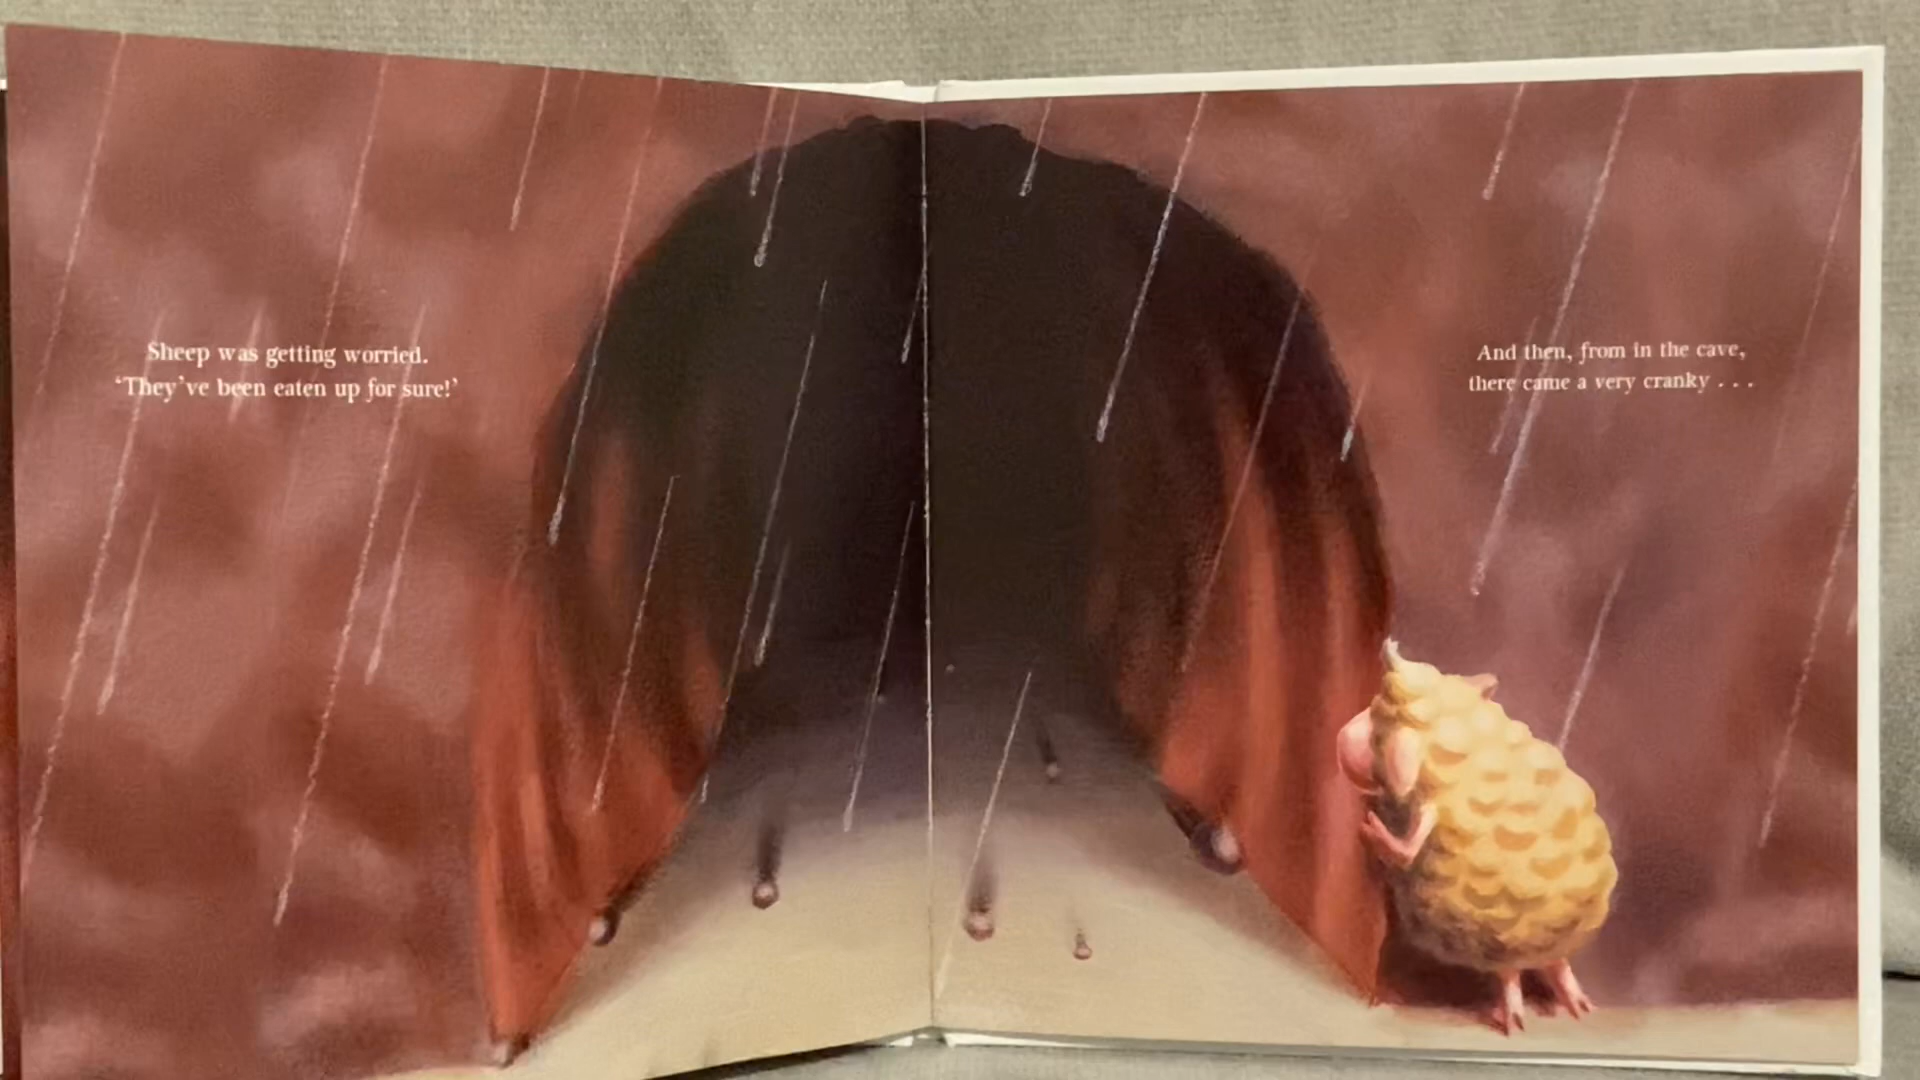 Sheep was getting worried.
‘They’ve been eaten up for sure!’
And then, from in the cave,
there came a very cranky . . .